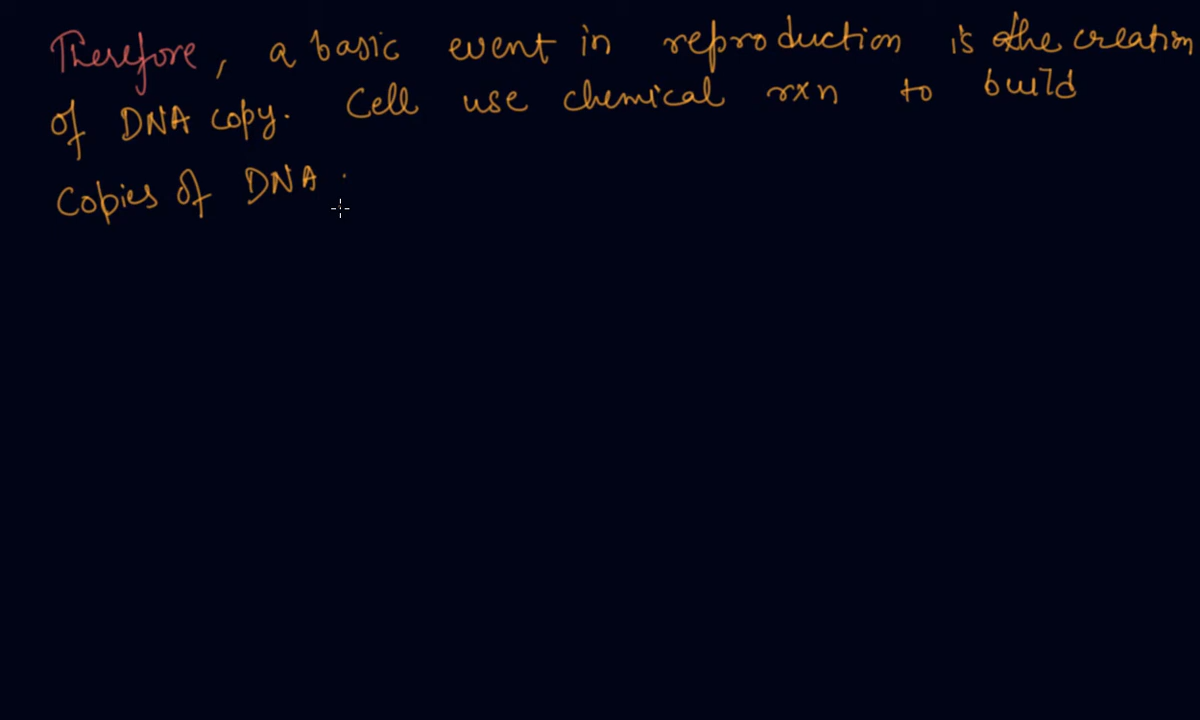 Therefore, a basic event in reproduction is the creation
of DNA copy. Cell use chemical rxn to build
Copies of DNA.